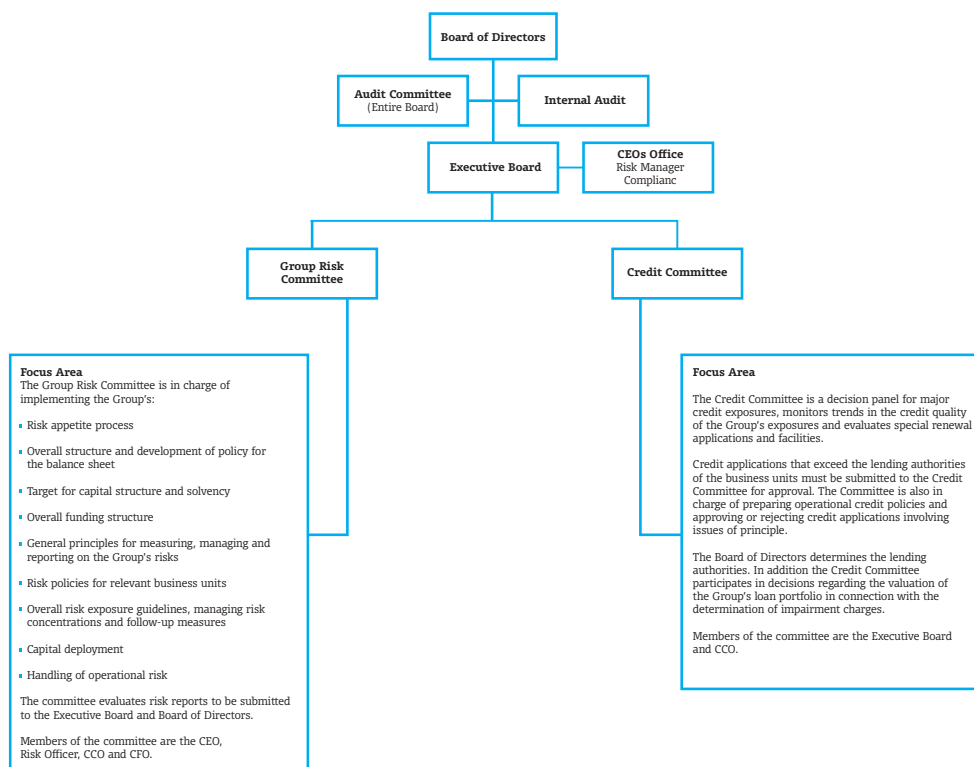 Board of Directors
Audit Committee
(Entire Board)
Internal Audit
Executive Board
CEOs Office
Risk Manager
Complianc
Group Risk
Committee
Credit Committee
Focus Area
The Group Risk Committee is in charge of
implementing the Group's:
Risk appetite process
Overall structure and development of policy for
the balance sheet
Target for capital structure and solvency
Overall funding structure
General principles for measuring, managing and
reporting on the Group's risks
Risk policies for relevant business units
Overall risk exposure guidelines, managing risk
concentrations and follow-up measures
Capital deployment
Handling of operational risk
The committee evaluates risk reports to be submitted
to the Executive Board and Board of Directors.
Members of the committee are the CEO,
Risk Officer, CCO and CFO.
Focus Area
The Credit Committee is a decision panel for major
credit exposures, monitors trends in the credit quality
of the Group's exposures and evaluates special renewal
applications and facilities.
Credit applications that exceed the lending authorities
of the business units must be submitted to the Credit
Committee for approval. The Committee is also in
charge of preparing operational credit policies and
approving or rejecting credit applications involving
issues of principle.
The Board of Directors determines the lending
authorities. In addition the Credit Committee
participates in decisions regarding the valuation of
the Group's loan portfolio in connection with the
determination of impairment charges.
Members of the committee are the Executive Board
and CCO.